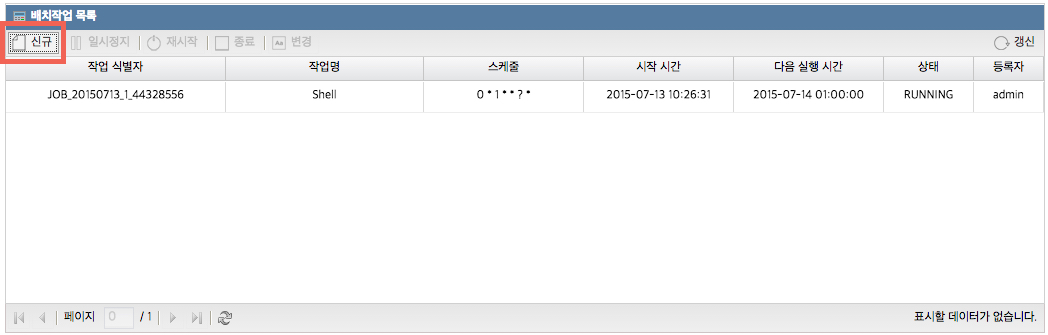 배치작업 목록
신규 일시정지 재시작 종료 Aa 변경 갱신
작업 식별자 작업명 스케줄 시작 시간 다음 실행 시간 상태 등록자
JOB_20150713_1_44328556 Shell 0 * 1 * * ? * 2015-07-13 10:26:31 2015-07-14 01:00:00 RUNNING admin
페이지 0 / 1 표시할 데이터가 없습니다.